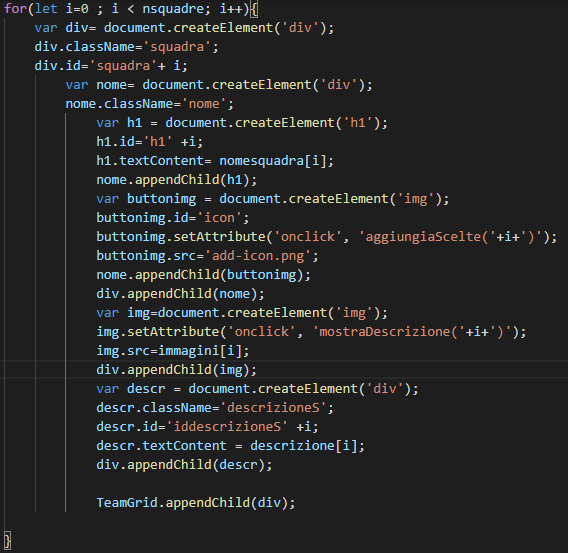 for(let i=0 ; i < nsquadre; i++){
    var div= document.createElement('div');
    div.className='squadra';
    div.id='squadra'+ i;
        var nome= document.createElement('div');
        nome.className='nome';
            var h1 = document.createElement('h1');
            h1.id='h1' +i;
            h1.textContent= nomesquadra[i];
            nome.appendChild(h1);
            var buttonimg = document.createElement('img');
            buttonimg.id='icon';
            buttonimg.setAttribute('onclick', 'aggiungiaScelte('+i+')');
            buttonimg.src='add-icon.png';
            nome.appendChild(buttonimg);
            div.appendChild(nome);
            var img=document.createElement('img');
            img.setAttribute('onclick', 'mostraDescrizione('+i+')');
            img.src=immagini[i];
            div.appendChild(img);
            var descr = document.createElement('div');
            descr.className='descrizioneS';
            descr.id='iddescrizioneS' +i;
            descr.textContent = descrizione[i];
            div.appendChild(descr);

            TeamGrid.appendChild(div);

}